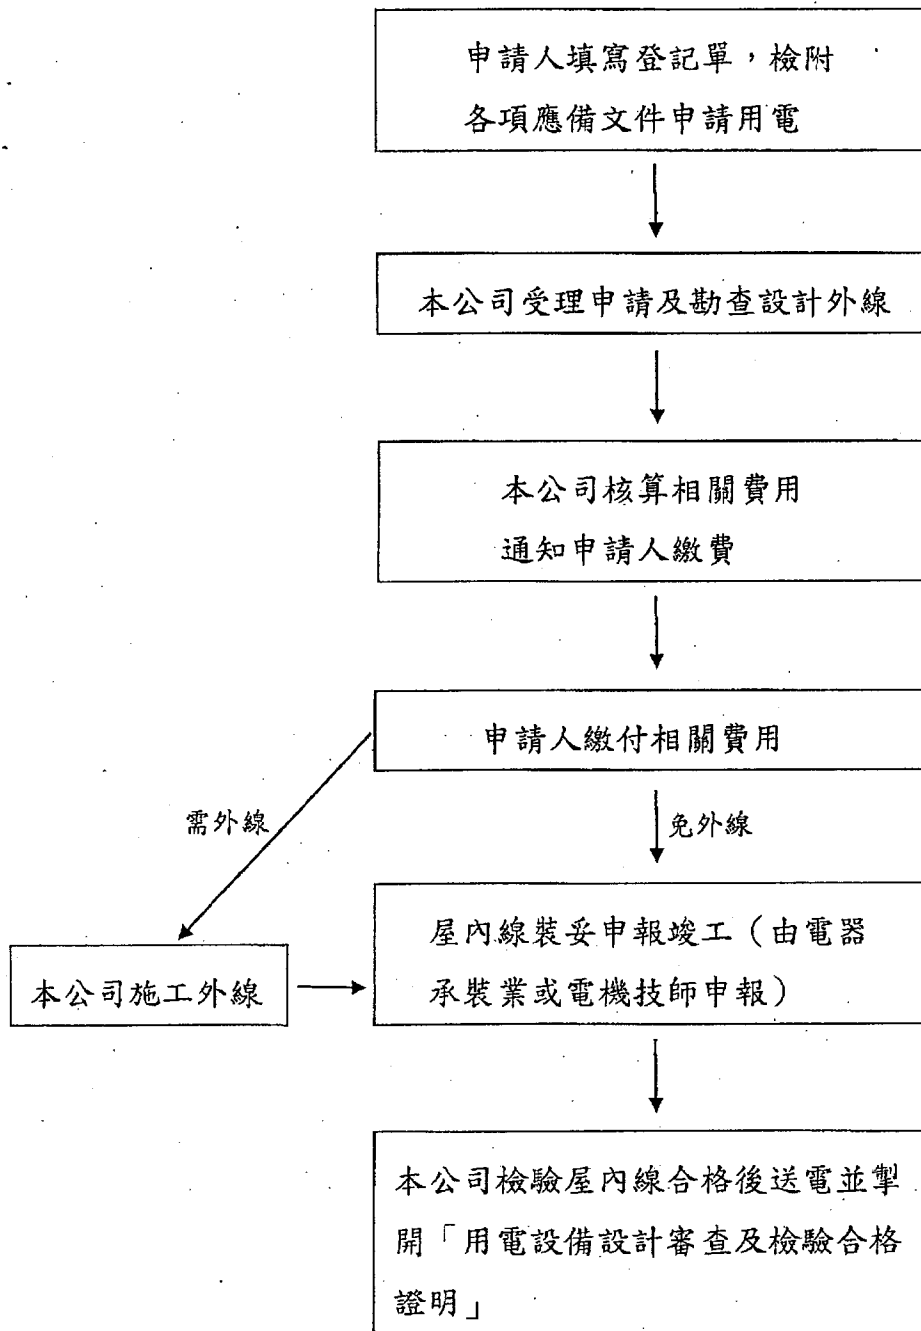 申請人填寫登記單，檢附
各項應備文件申請用電
本公司受理申請及勘查設計外線
本公司核算相關費用
通知申請人繳費
申請人繳付相關費用
需外線
免外線
屋內線裝妥申報竣工（由電器
承裝業或電機技師申報）
本公司施工外線
本公司檢驗屋內線合格後送電並掣
開「用電設備設計審查及檢驗合格
證明」